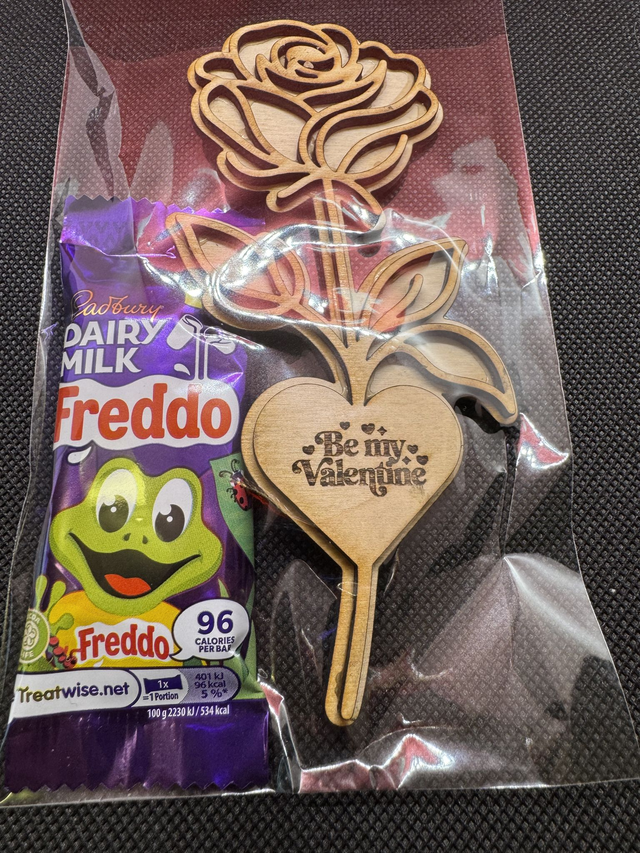 Cadbury
DAIRY
MILK
Freddo
Be my
Valentine
Freddo
96
CALORIES
PER BAR
Treatwise.net
1x
=1 Portion
401 kJ
96 kcal
5 %*
100 g 2230 kJ / 534 kcal